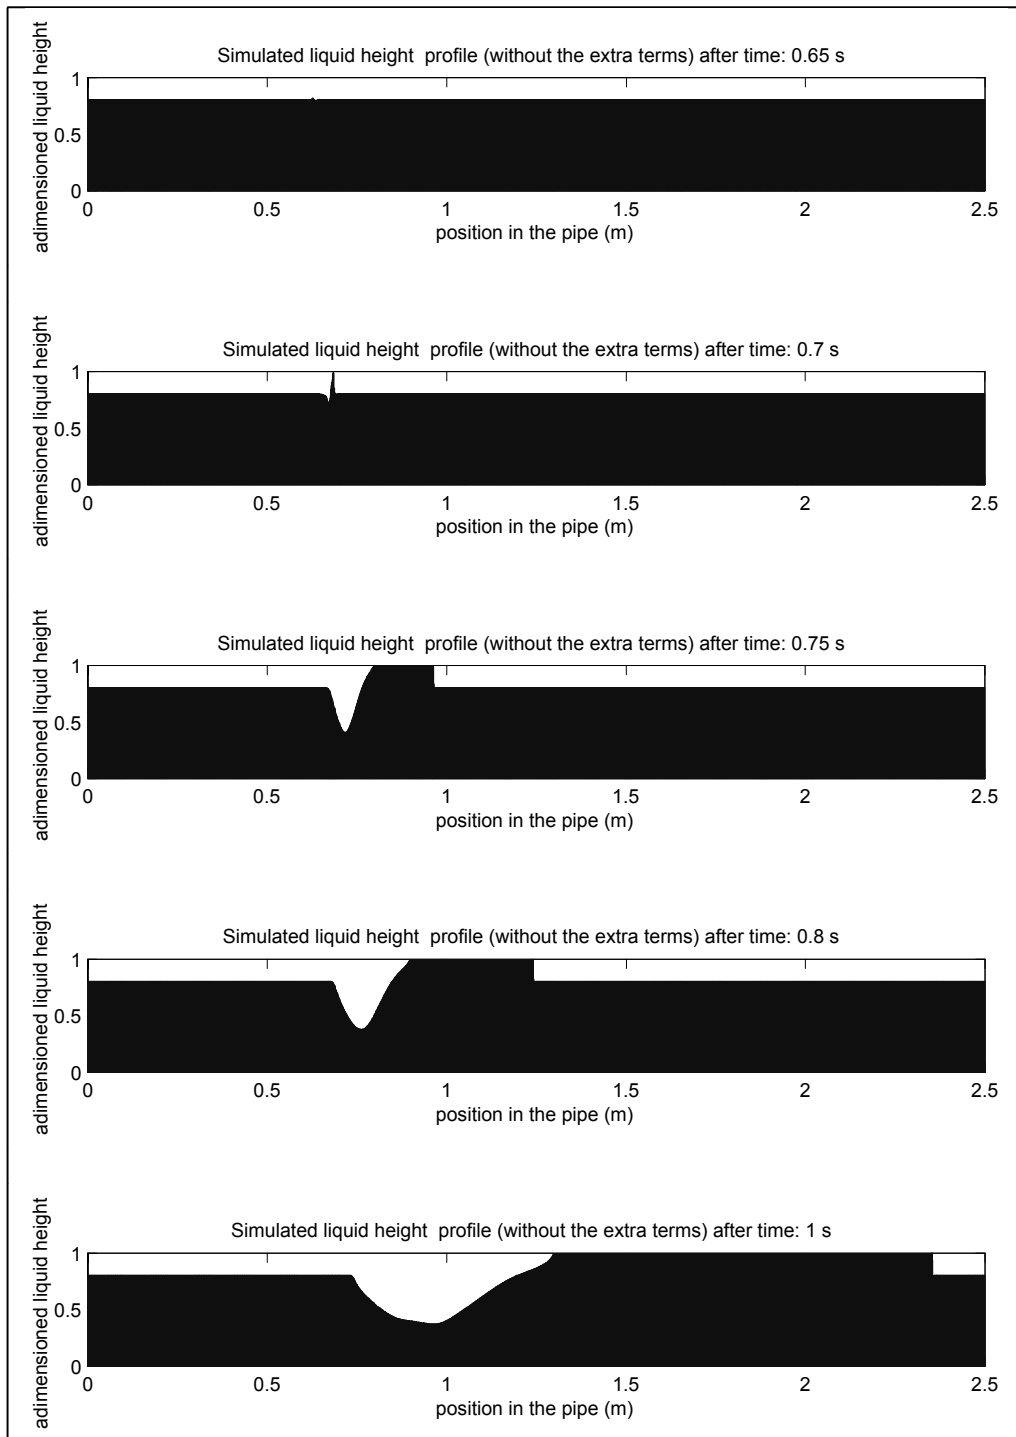 Simulated liquid height  profile (without the extra terms) after time: 0.65 s
adimensioned liquid height
1
0.5
0
0 0.5 1 1.5 2 2.5
position in the pipe (m)
Simulated liquid height  profile (without the extra terms) after time: 0.7 s
adimensioned liquid height
1
0.5
0
0 0.5 1 1.5 2 2.5
position in the pipe (m)
Simulated liquid height  profile (without the extra terms) after time: 0.75 s
adimensioned liquid height
1
0.5
0
0 0.5 1 1.5 2 2.5
position in the pipe (m)
Simulated liquid height  profile (without the extra terms) after time: 0.8 s
adimensioned liquid height
1
0.5
0
0 0.5 1 1.5 2 2.5
position in the pipe (m)
Simulated liquid height  profile (without the extra terms) after time: 1 s
adimensioned liquid height
1
0.5
0
0 0.5 1 1.5 2 2.5
position in the pipe (m)